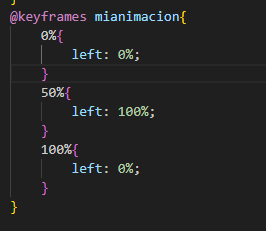 }
@keyframes mianimacion{
    0%{
        left: 0%;
    }
    50%{
        left: 100%;
    }
    100%{
        left: 0%;
    }
}